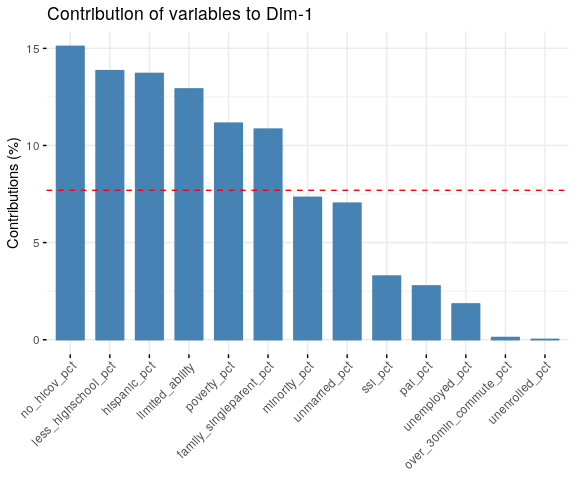 Contribution of variables to Dim-1
Contributions (%)
15
10
5
0
no_hicov_pct
less_highschool_pct
hispanic_pct
limited_ability
poverty_pct
family_singleparent_pct
minority_pct
unmarried_pct
ssi_pct
pai_pct
unemployed_pct
over_30min_commute_pct
unenrolled_pct